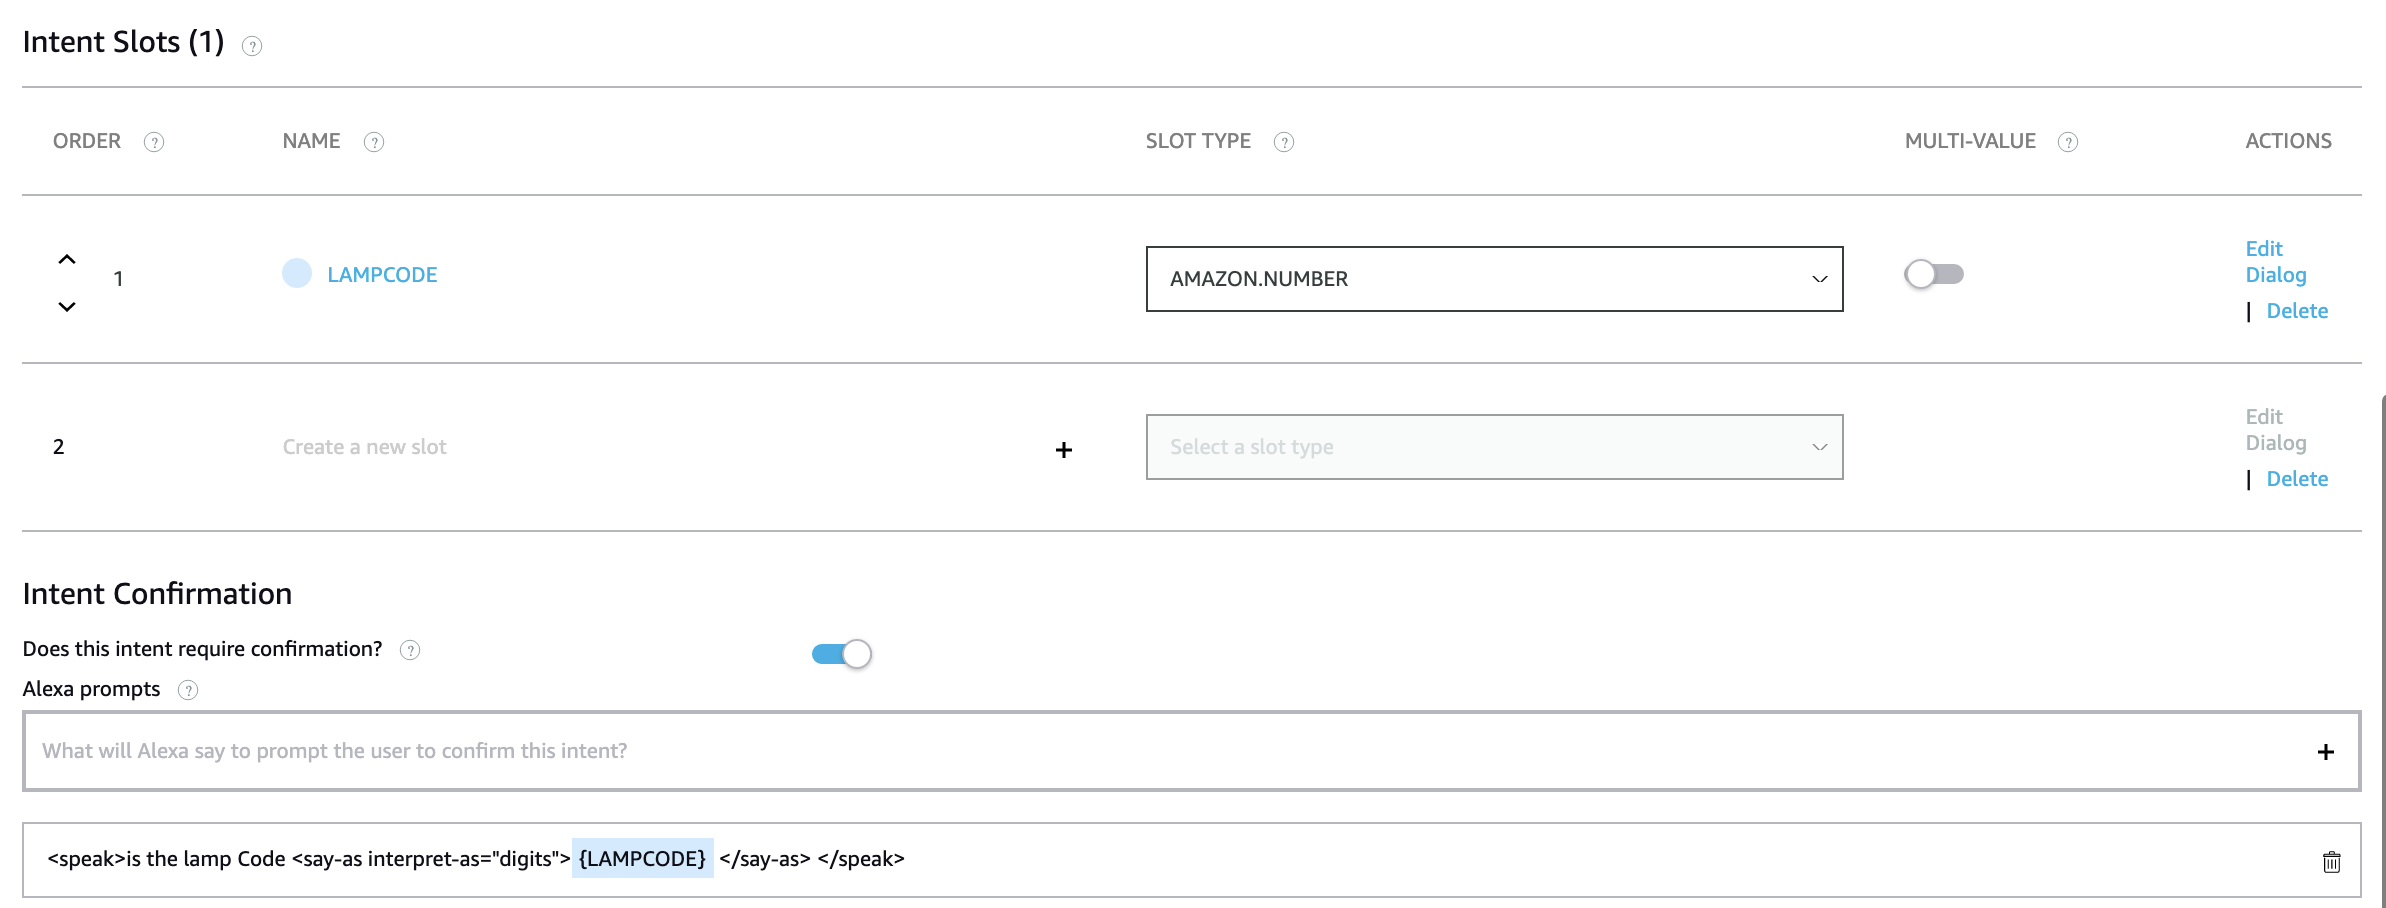 Intent Slots (1) ?
ORDER ? NAME ? SLOT TYPE ? MULTI-VALUE ? ACTIONS
1 LAMPCODE AMAZON.NUMBER Edit Dialog | Delete
2 Create a new slot + Select a slot type Edit Dialog | Delete
Intent Confirmation
Does this intent require confirmation? ?
Alexa prompts ?
What will Alexa say to prompt the user to confirm this intent? +
<speak>is the lamp Code <say-as interpret-as="digits"> {LAMPCODE} </say-as> </speak>